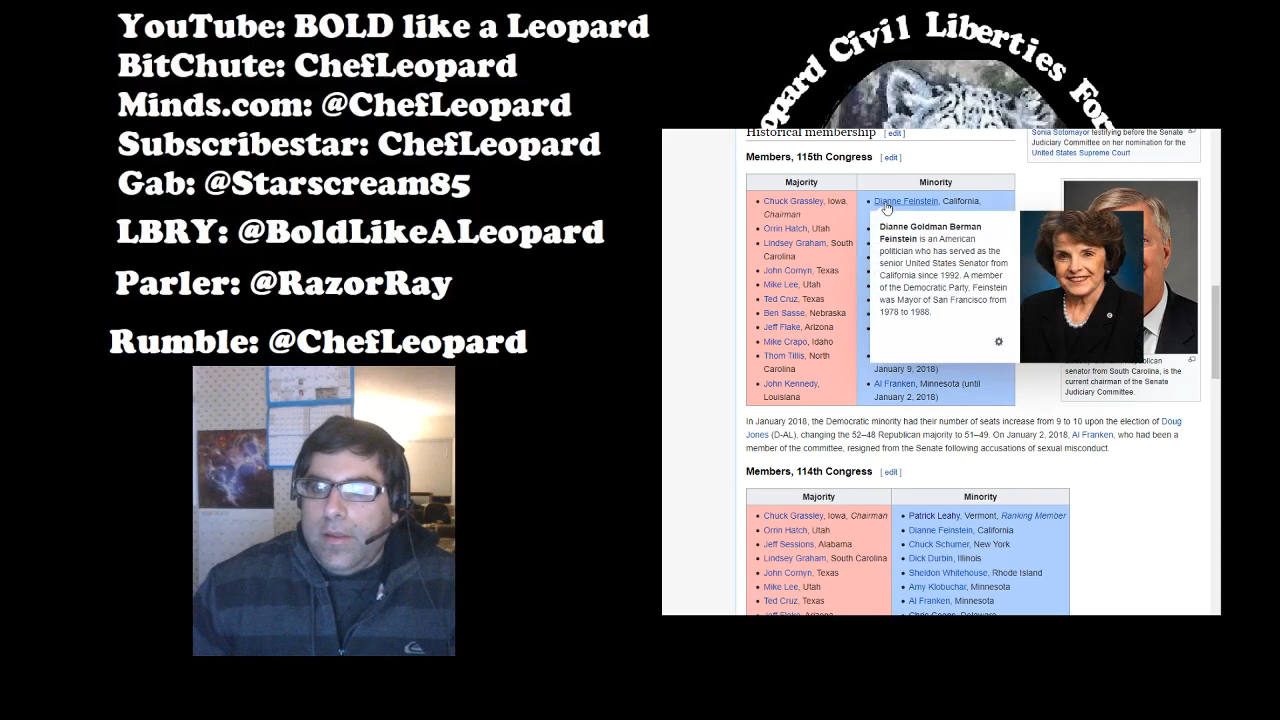 YouTube: BOLD like a Leopard
BitChute: ChefLeopard
Minds.com: @ChefLeopard
Subscribestar: ChefLeopard
Gab: @Starscream85
LBRY: @BoldLikeALeopard
Parler: @RazorRay
Rumble: @ChefLeopard
opard Civil Liberties For
Historical membership [ edit ]
Members, 115th Congress [ edit ]
Majority
Chuck Grassley, Iowa,
Chairman
Orrin Hatch, Utah
Lindsey Graham, South
Carolina
John Cornyn, Texas
Mike Lee, Utah
Ted Cruz, Texas
Ben Sasse, Nebraska
Jeff Flake, Arizona
Mike Crapo, Idaho
Thom Tillis, North
Carolina
John Kennedy,
Louisiana
Minority
Dianne Feinstein, California,
Dianne Goldman Berman
Feinstein is an American
politician who has served as the
senior United States Senator from
California since 1992. A member
of the Democratic Party, Feinstein
was Mayor of San Francisco from
1978 to 1988.
January 9, 2018)
Al Franken, Minnesota (until
January 2, 2018)
Sonia Sotomayor testifying before the Senate
Judiciary Committee on her nomination for the
United States Supreme Court
senator from South Carolina, is the
current chairman of the Senate
Judiciary Committee.
In January 2018, the Democratic minority had their number of seats increase from 9 to 10 upon the election of Doug
Jones (D-AL), changing the 52–48 Republican majority to 51–49. On January 2, 2018, Al Franken, who had been a
member of the committee, resigned from the Senate following accusations of sexual misconduct.
Members, 114th Congress [ edit ]
Majority
Chuck Grassley, Iowa, Chairman
Orrin Hatch, Utah
Jeff Sessions, Alabama
Lindsey Graham, South Carolina
John Cornyn, Texas
Mike Lee, Utah
Ted Cruz, Texas
Jeff Flake, Arizona
Minority
Patrick Leahy, Vermont, Ranking Member
Dianne Feinstein, California
Chuck Schumer, New York
Dick Durbin, Illinois
Sheldon Whitehouse, Rhode Island
Amy Klobuchar, Minnesota
Al Franken, Minnesota
Chris Coons, Delaware